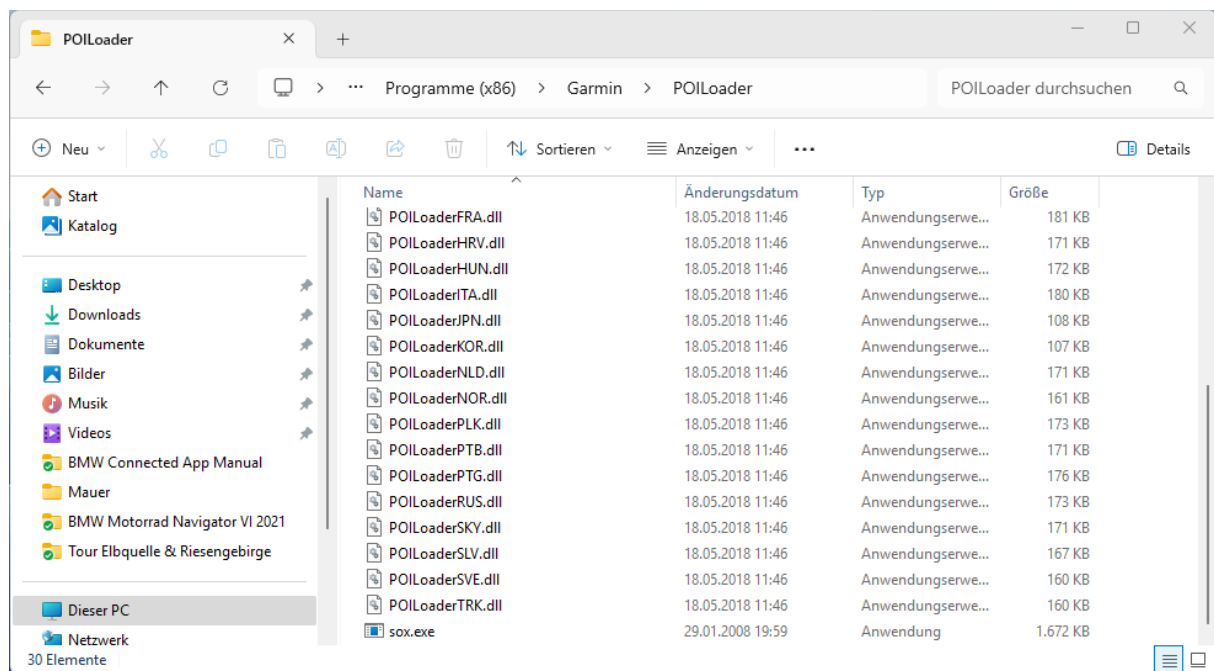 POILoader
Programme (x86) > Garmin > POILoader
POILoader durchsuchen
Neu
Sortieren
Anzeigen
Details
Start
Katalog
Desktop
Downloads
Dokumente
Bilder
Musik
Videos
BMW Connected App Manual
Mauer
BMW Motorrad Navigator VI 2021
Tour Elbquelle & Riesengebirge
Dieser PC
Netzwerk
Name Änderungsdatum Typ Größe
POILoaderFRA.dll 18.05.2018 11:46 Anwendungserwe... 181 KB
POILoaderHRV.dll 18.05.2018 11:46 Anwendungserwe... 171 KB
POILoaderHUN.dll 18.05.2018 11:46 Anwendungserwe... 172 KB
POILoaderITA.dll 18.05.2018 11:46 Anwendungserwe... 180 KB
POILoaderJPN.dll 18.05.2018 11:46 Anwendungserwe... 108 KB
POILoaderKOR.dll 18.05.2018 11:46 Anwendungserwe... 107 KB
POILoaderNLD.dll 18.05.2018 11:46 Anwendungserwe... 171 KB
POILoaderNOR.dll 18.05.2018 11:46 Anwendungserwe... 161 KB
POILoaderPLK.dll 18.05.2018 11:46 Anwendungserwe... 173 KB
POILoaderPTB.dll 18.05.2018 11:46 Anwendungserwe... 171 KB
POILoaderPTG.dll 18.05.2018 11:46 Anwendungserwe... 176 KB
POILoaderRUS.dll 18.05.2018 11:46 Anwendungserwe... 173 KB
POILoaderSKY.dll 18.05.2018 11:46 Anwendungserwe... 171 KB
POILoaderSLV.dll 18.05.2018 11:46 Anwendungserwe... 167 KB
POILoaderSVE.dll 18.05.2018 11:46 Anwendungserwe... 160 KB
POILoaderTRK.dll 18.05.2018 11:46 Anwendungserwe... 160 KB
sox.exe 29.01.2008 19:59 Anwendung 1.672 KB
30 Elemente